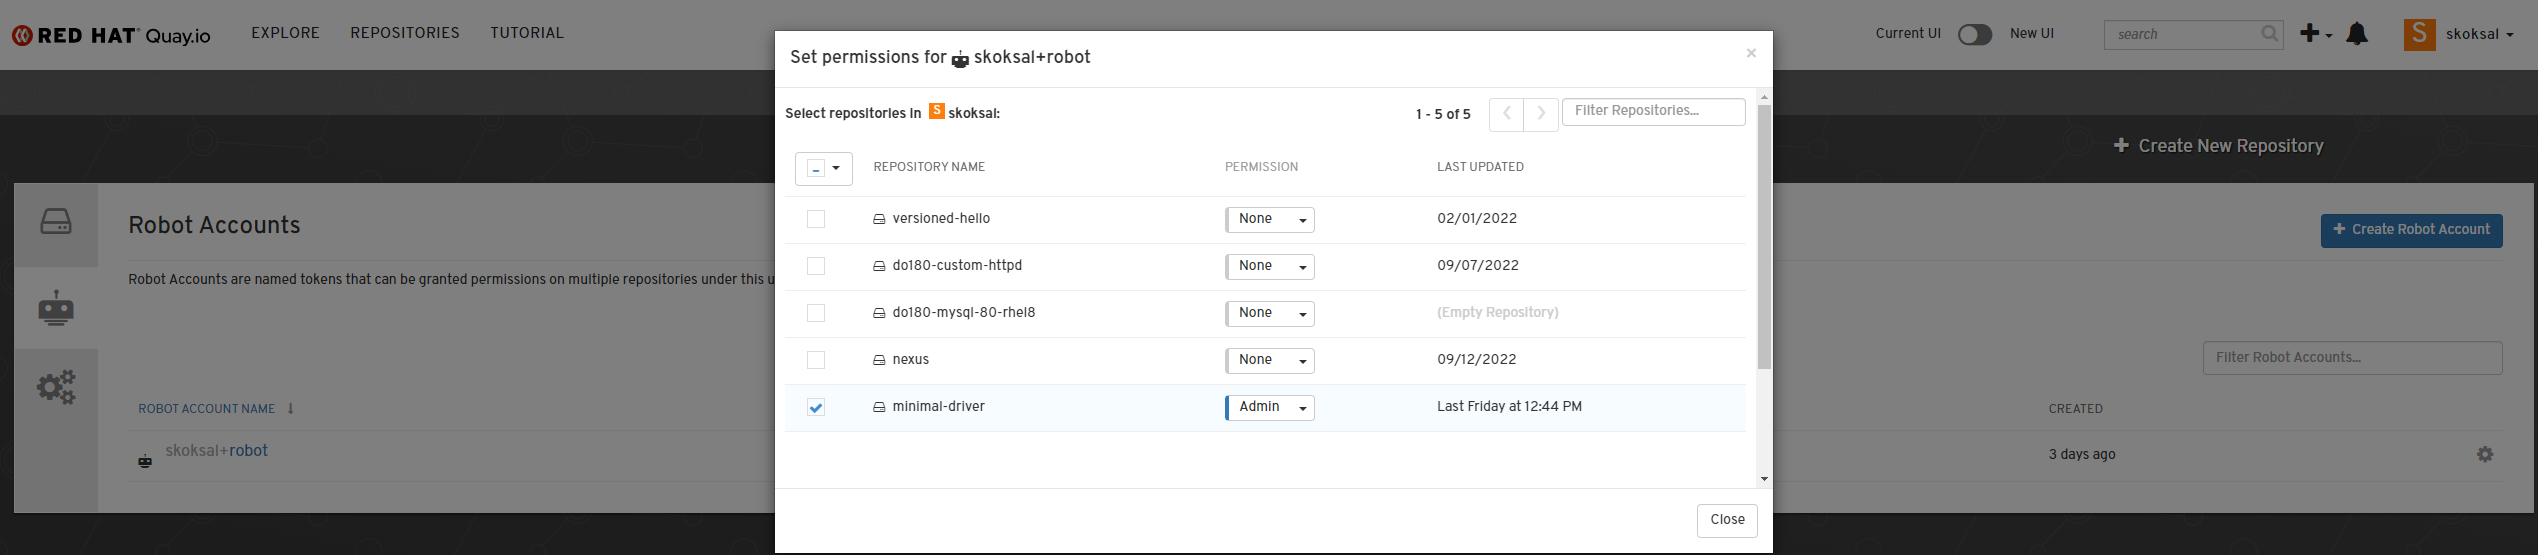 RED HAT Quay.io EXPLORE REPOSITORIES TUTORIAL Current UI New UI search S skoksal
Set permissions for skoksal+robot ×
Select repositories in S skoksal: 1 - 5 of 5 Filter Repositories...
REPOSITORY NAME PERMISSION LAST UPDATED
versioned-hello None 02/01/2022
do180-custom-httpd None 09/07/2022
do180-mysql-80-rhel8 None (Empty Repository)
nexus None 09/12/2022
minimal-driver Admin Last Friday at 12:44 PM
Close
Create New Repository
Robot Accounts
Create Robot Account
Robot Accounts are named tokens that can be granted permissions on multiple repositories under this u
Filter Robot Accounts...
ROBOT ACCOUNT NAME CREATED
skoksal+robot 3 days ago